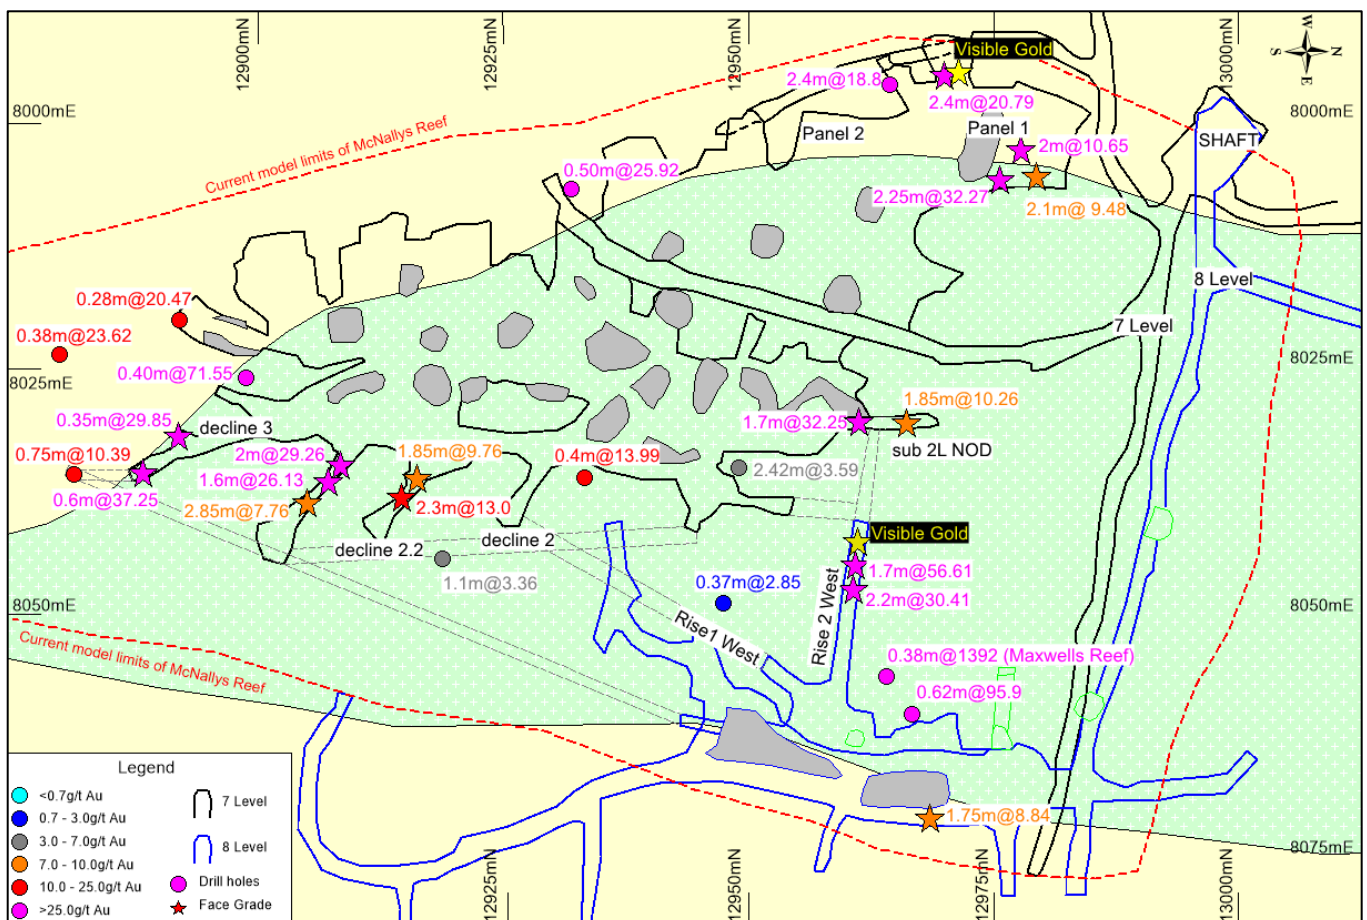 12900mN
12925mN
12950mN
13000mN
W
N
S
E
Visible Gold
2.4m@18.8
2.4m@20.79
8000mE
8000mE
Current model limits of McNallys Reef
Panel 2
Panel 1
2m@10.65
SHAFT
0.50m@25.92
2.25m@32.27
2.1m@ 9.48
8 Level
0.28m@20.47
0.38m@23.62
7 Level
8025mE
8025mE
0.40m@71.55
0.35m@29.85
decline 3
1.85m@10.26
1.7m@32.25
sub 2L NOD
0.75m@10.39
2m@29.26
1.85m@9.76
0.4m@13.99
2.42m@3.59
0.6m@37.25
1.6m@26.13
2.85m@7.76
2.3m@13.0
decline 2.2
decline 2
Visible Gold
1.1m@3.36
0.37m@2.85
1.7m@56.61
2.2m@30.41
8050mE
8050mE
Rise1 West
Rise 2 West
Current model limits of McNallys Reef
0.38m@1392 (Maxwells Reef)
0.62m@95.9
1.75m@8.84
8075mE
12925mN
12950mN
12975mN
13000mN
Legend
<0.7g/t Au
0.7 - 3.0g/t Au
3.0 - 7.0g/t Au
7.0 - 10.0g/t Au
10.0 - 25.0g/t Au
>25.0g/t Au
7 Level
8 Level
Drill holes
Face Grade